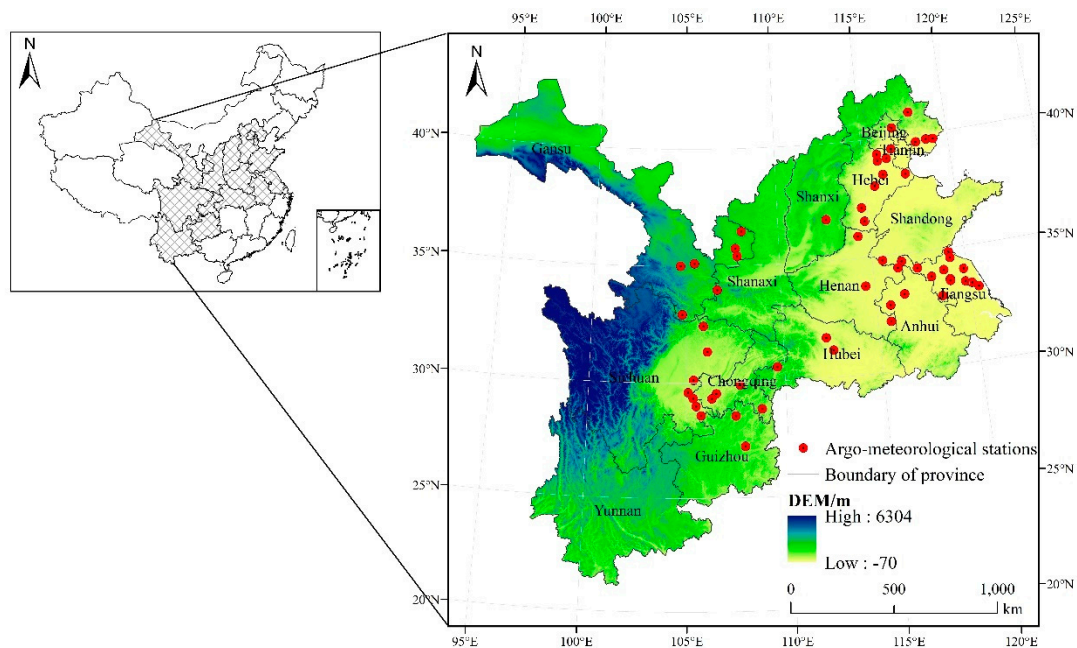 95°E 100°E 105°E 110°E 115°E 120°E
N
N
40°N
40°N
Beijing
Tianjin
Gansu
Hebei
Shanxi
Shandong
35°N
35°N
Shanaxi
Henan
Jiangsu
Anhui
Hubei
30°N
30°N
Sichuan
Chongqing
Guizhou
Yunnan
Argo-meteorological stations
Boundary of province
25°N
25°N
DEM/m
High : 6304
Low : -70
0 500 1,000
km
20°N
20°N
95°E 100°E 105°E 110°E 115°E 120°E